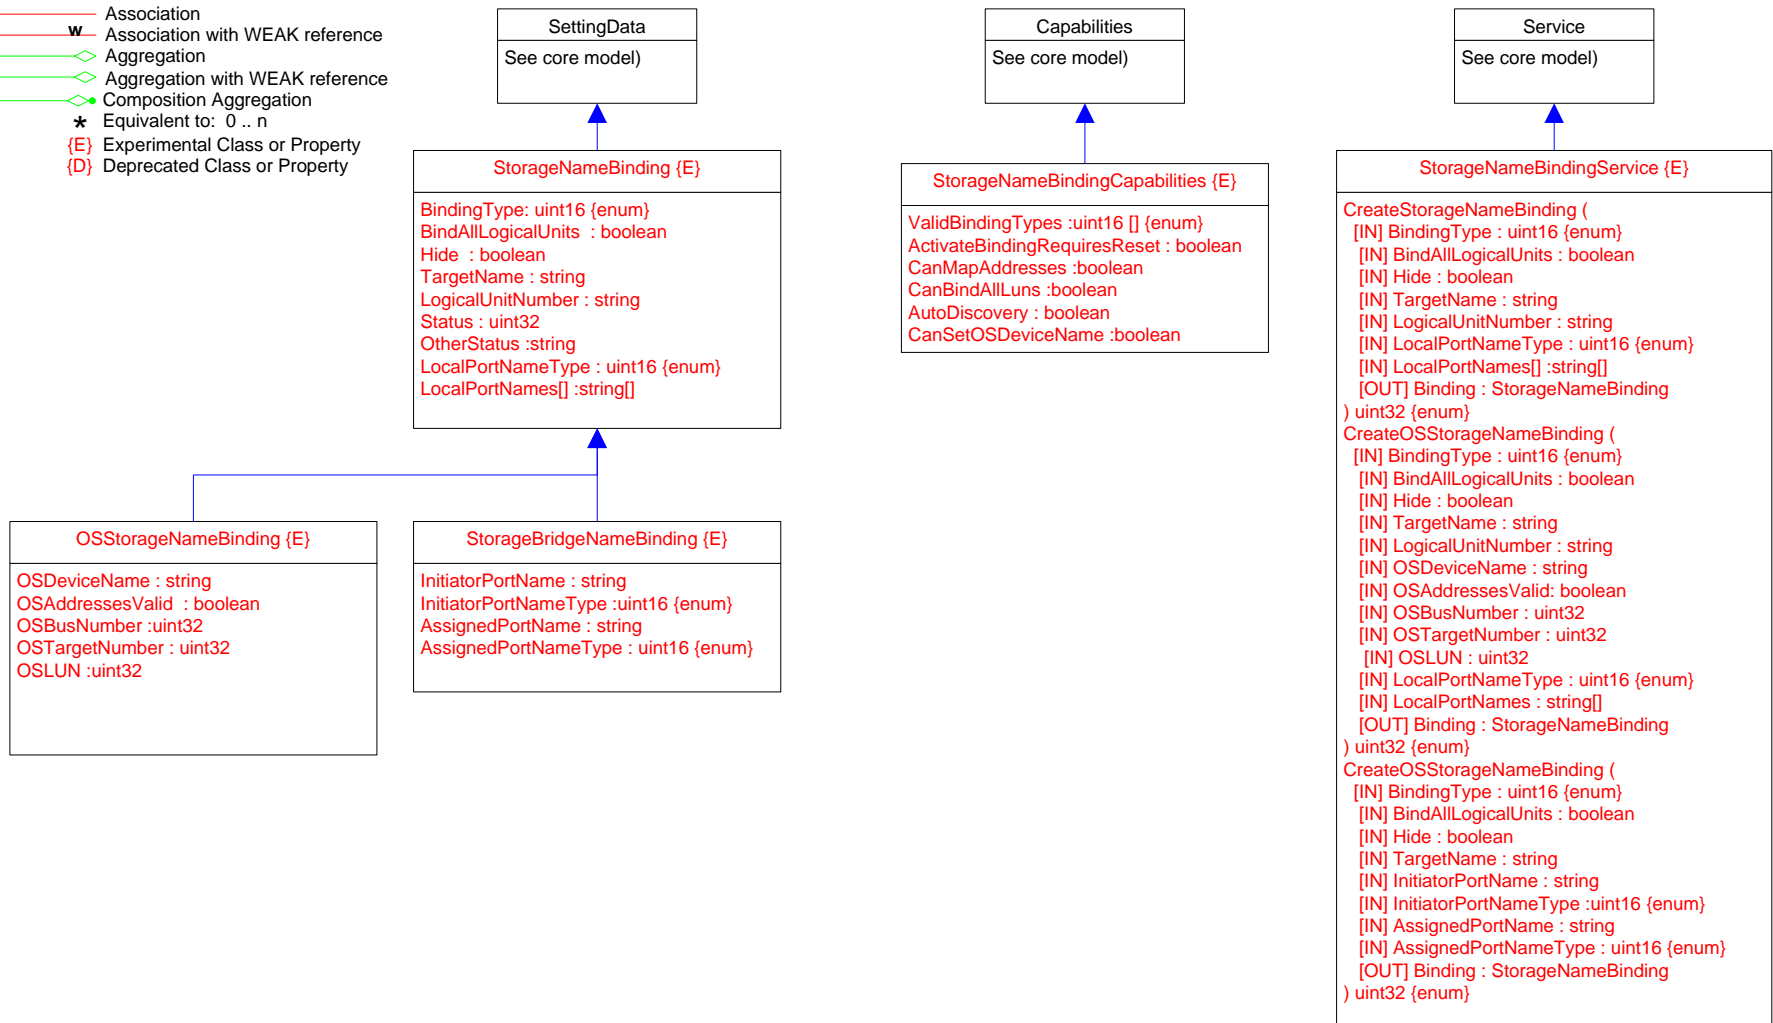 Association
w
Association with WEAK reference
Aggregation
Aggregation with WEAK reference
Composition Aggregation
* Equivalent to: 0 .. n
{E} Experimental Class or Property
{D} Deprecated Class or Property
SettingData
See core model)
StorageNameBinding {E}
BindingType: uint16 {enum}
BindAllLogicalUnits : boolean
Hide : boolean
TargetName : string
LogicalUnitNumber : string
Status : uint32
OtherStatus :string
LocalPortNameType : uint16 {enum}
LocalPortNames[] :string[]
OSStorageNameBinding {E}
OSDeviceName : string
OSAddressesValid : boolean
OSBusNumber :uint32
OSTargetNumber : uint32
OSLUN :uint32
StorageBridgeNameBinding {E}
InitiatorPortName : string
InitiatorPortNameType :uint16 {enum}
AssignedPortName : string
AssignedPortNameType : uint16 {enum}
Capabilities
See core model)
StorageNameBindingCapabilities {E}
ValidBindingTypes :uint16 [] {enum}
ActivateBindingRequiresReset : boolean
CanMapAddresses :boolean
CanBindAllLuns :boolean
AutoDiscovery : boolean
CanSetOSDeviceName :boolean
Service
See core model)
StorageNameBindingService {E}
CreateStorageNameBinding (
[IN] BindingType : uint16 {enum}
[IN] BindAllLogicalUnits : boolean
[IN] Hide : boolean
[IN] TargetName : string
[IN] LogicalUnitNumber : string
[IN] LocalPortNameType : uint16 {enum}
[IN] LocalPortNames[] :string[]
[OUT] Binding : StorageNameBinding
) uint32 {enum}
CreateOSStorageNameBinding (
[IN] BindingType : uint16 {enum}
[IN] BindAllLogicalUnits : boolean
[IN] Hide : boolean
[IN] TargetName : string
[IN] LogicalUnitNumber : string
[IN] OSDeviceName : string
[IN] OSAddressesValid: boolean
[IN] OSBusNumber : uint32
[IN] OSTargetNumber : uint32
[IN] OSLUN : uint32
[IN] LocalPortNameType : uint16 {enum}
[IN] LocalPortNames : string[]
[OUT] Binding : StorageNameBinding
) uint32 {enum}
CreateOSStorageNameBinding (
[IN] BindingType : uint16 {enum}
[IN] BindAllLogicalUnits : boolean
[IN] Hide : boolean
[IN] TargetName : string
[IN] InitiatorPortName : string
[IN] InitiatorPortNameType :uint16 {enum}
[IN] AssignedPortName : string
[IN] AssignedPortNameType : uint16 {enum}
[OUT] Binding : StorageNameBinding
) uint32 {enum}